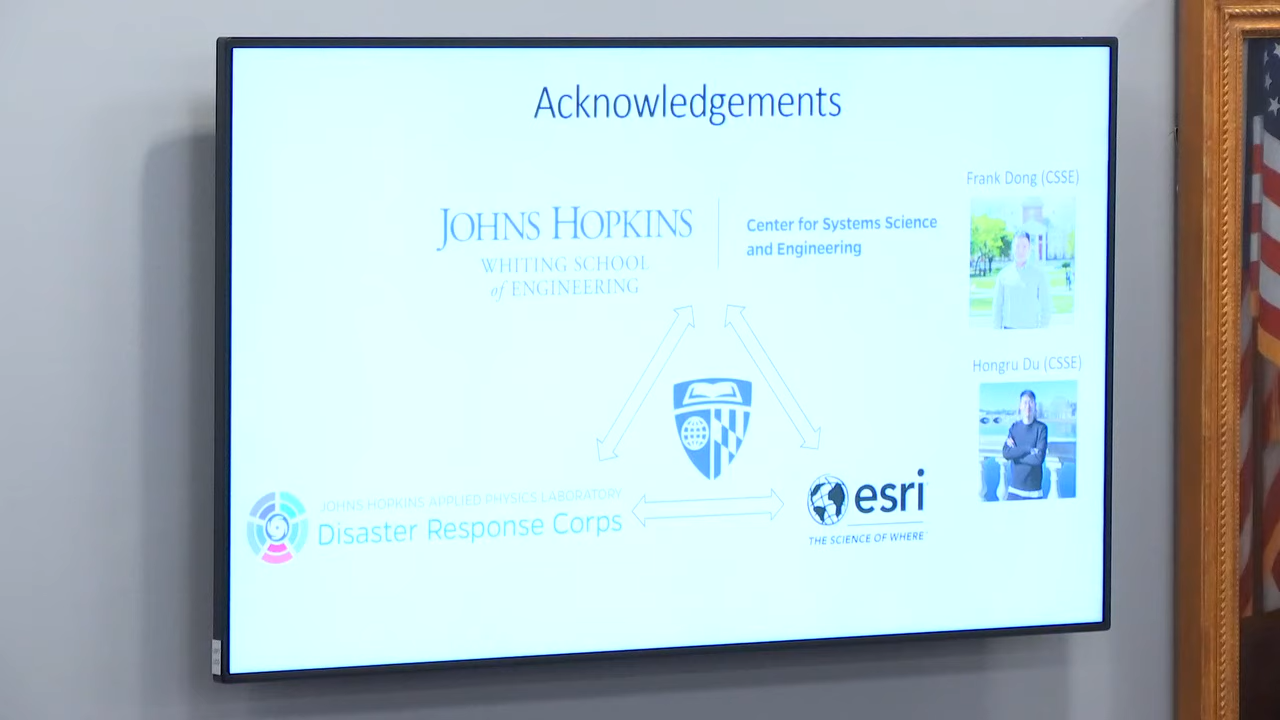 Acknowledgements
Frank Dong (CSSE)
JOHNS HOPKINS
WHITING SCHOOL
of ENGINEERING
Center for Systems Science
and Engineering
Hongru Du (CSSE)
JOHNS HOPKINS APPLIED PHYSICS LABORATORY
Disaster Response Corps
esri
THE SCIENCE OF WHERE